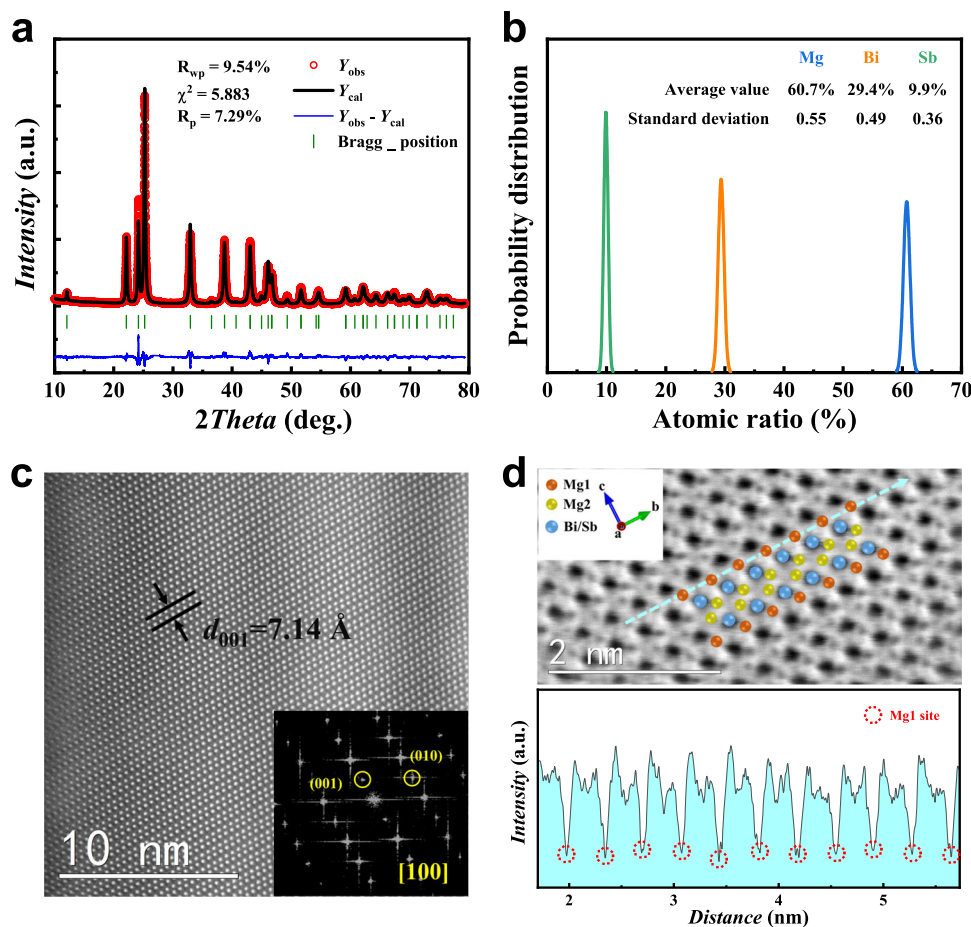 a
R_wp = 9.54%
χ² = 5.883
R_p = 7.29%
Y_obs
Y_cal
Y_obs - Y_cal
Bragg _ position
Intensity (a.u.)
10 20 30 40 50 60 70 80
2Theta (deg.)
b
Mg Bi Sb
Average value 60.7% 29.4% 9.9%
Standard deviation 0.55 0.49 0.36
Probability distribution
0 10 20 30 40 50 60 70
Atomic ratio (%)
c
d₀₀₁=7.14 Å
10 nm
(001)
(010)
[100]
d
Mg1
Mg2
Bi/Sb
c
b
a
2 nm
Mg1 site
Intensity (a.u.)
2 3 4 5
Distance (nm)